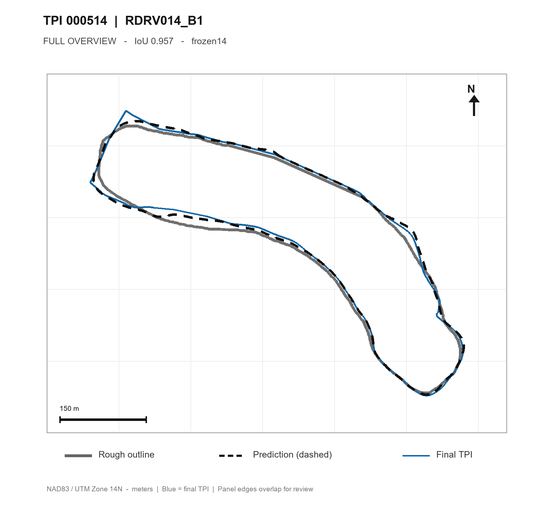 TPI 000514 | RDRV014_B1
FULL OVERVIEW - IoU 0.957 - frozen14
N
150 m
Rough outline
Prediction (dashed)
Final TPI
NAD83 / UTM Zone 14N - meters | Blue = final TPI | Panel edges overlap for review